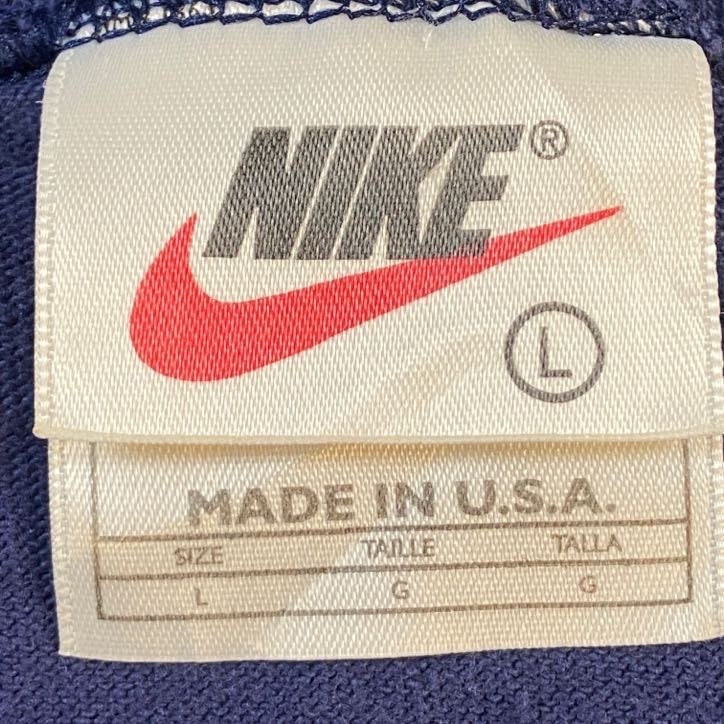 NIKE®
L
MADE IN U.S.A.
SIZE TAILLE TALLA
L G G